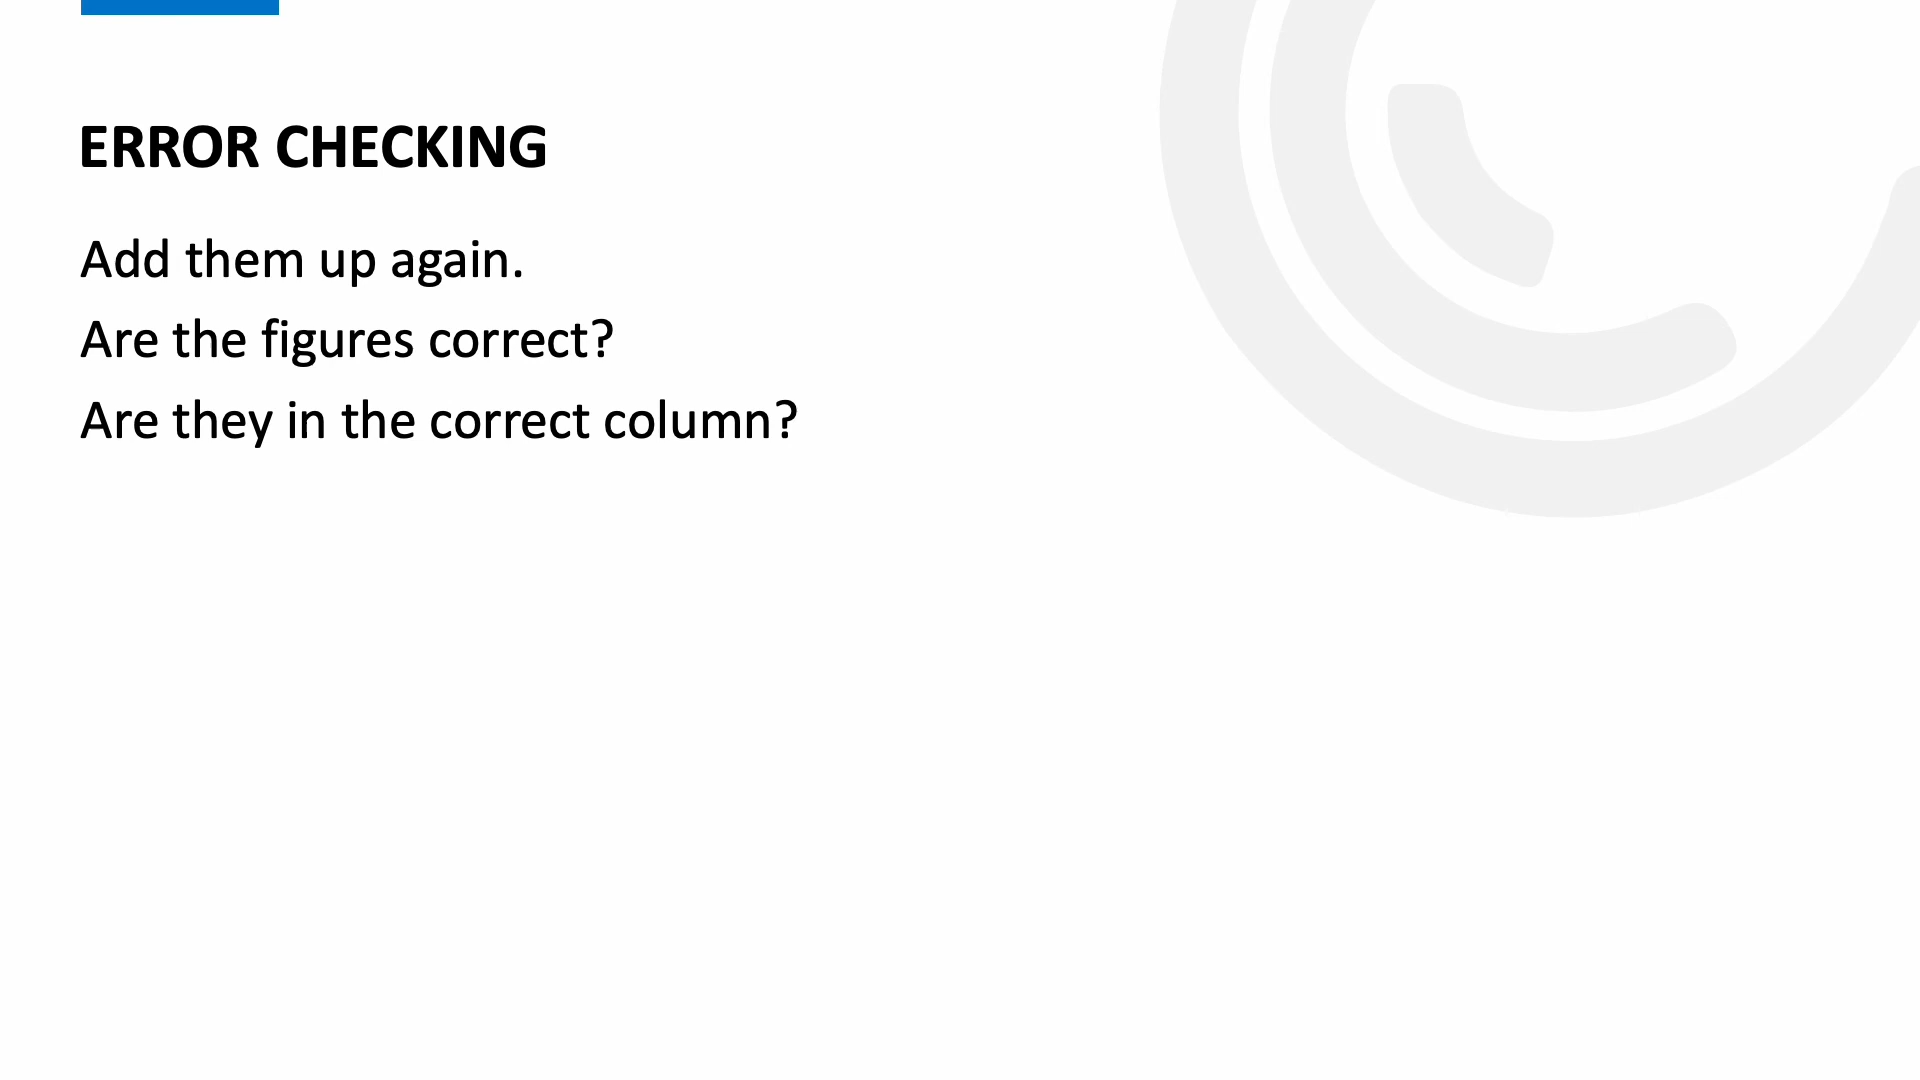 ERROR CHECKING
Add them up again.
Are the figures correct?
Are they in the correct column?